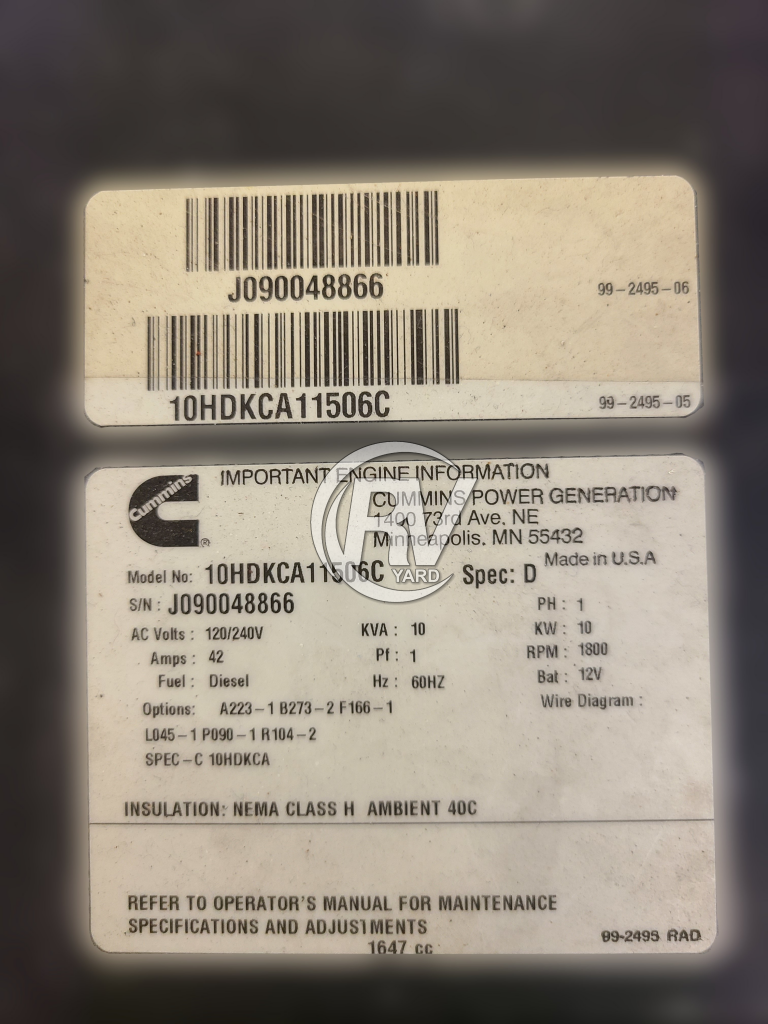 J090048866
99-2495-06
10HDKCA11506C
99-2495-05
Cummins ®
IMPORTANT ENGINE INFORMATION
CUMMINS POWER GENERATION
1400 73rd Ave, NE
Minneapolis, MN 55432
Made in U.S.A
RV
YARD
Model No: 10HDKCA11506C Spec: D
S/N: J090048866 PH: 1
AC Volts: 120/240V KVA: 10 KW: 10
Amps: 42 Pf: 1 RPM: 1800
Fuel: Diesel Hz: 60HZ Bat: 12V
Options: A223-1 B273-2 F166-1 Wire Diagram:
L045-1 P090-1 R104-2
SPEC-C 10HDKCA
INSULATION: NEMA CLASS H AMBIENT 40C
REFER TO OPERATOR'S MANUAL FOR MAINTENANCE
SPECIFICATIONS AND ADJUSTMENTS
1647 cc
99-2495 RAD